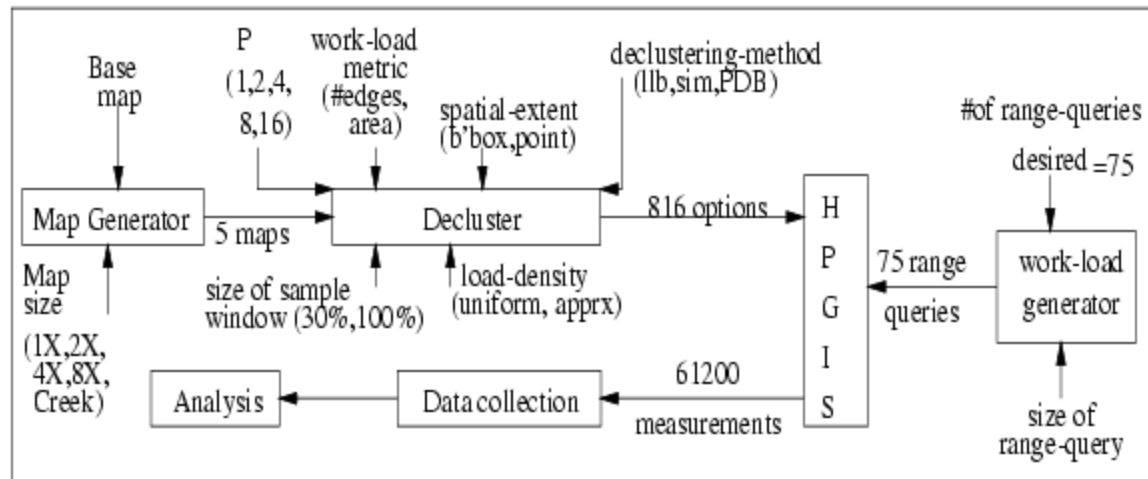 Base
map
P
(1,2,4,
8,16)
work-load
metric
(#edges,
area)
spatial-extent
(b'box,point)
declustering-method
(llb,sim,PDB)
#of range-queries
desired =75
Map Generator
5 maps
Decluster
816 options
H
P
G
I
S
75 range
queries
work-load
generator
Map
size
(1X,2X,
4X,8X,
Creek)
size of sample
window (30%,100%)
load-density
(uniform, apprx)
Analysis
Data collection
61200
measurements
size of
range-query